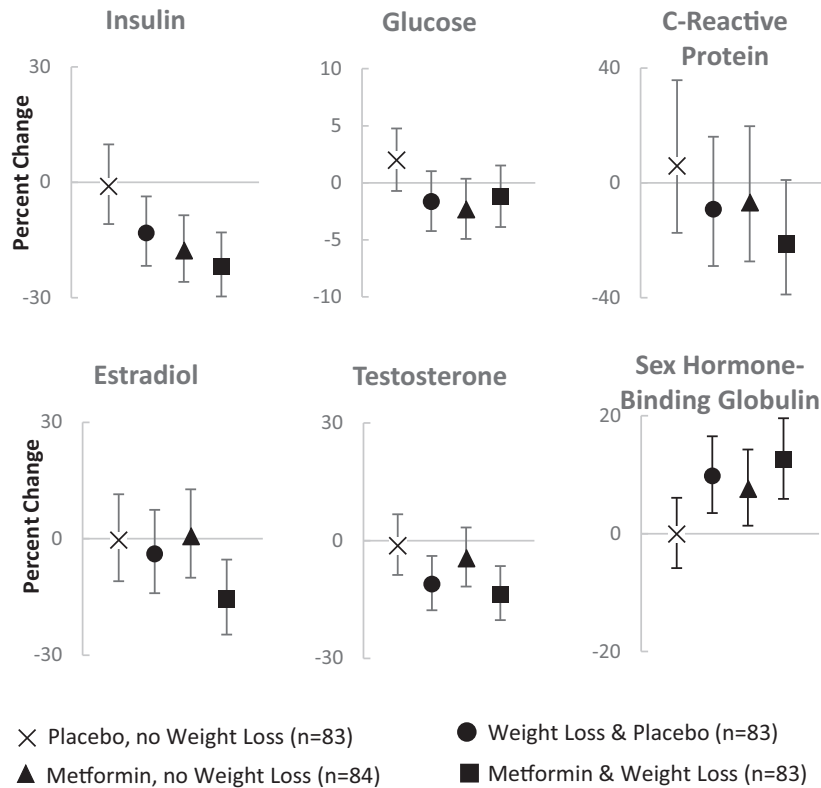 Insulin
Glucose
C-Reactive
Protein
Percent Change
30
0
-30
10
5
0
-5
-10
40
0
-40
Estradiol
Testosterone
Sex Hormone-
Binding Globulin
Percent Change
30
0
-30
30
0
-30
20
0
-20
Placebo, no Weight Loss (n=83)
Weight Loss & Placebo (n=83)
Metformin, no Weight Loss (n=84)
Metformin & Weight Loss (n=83)